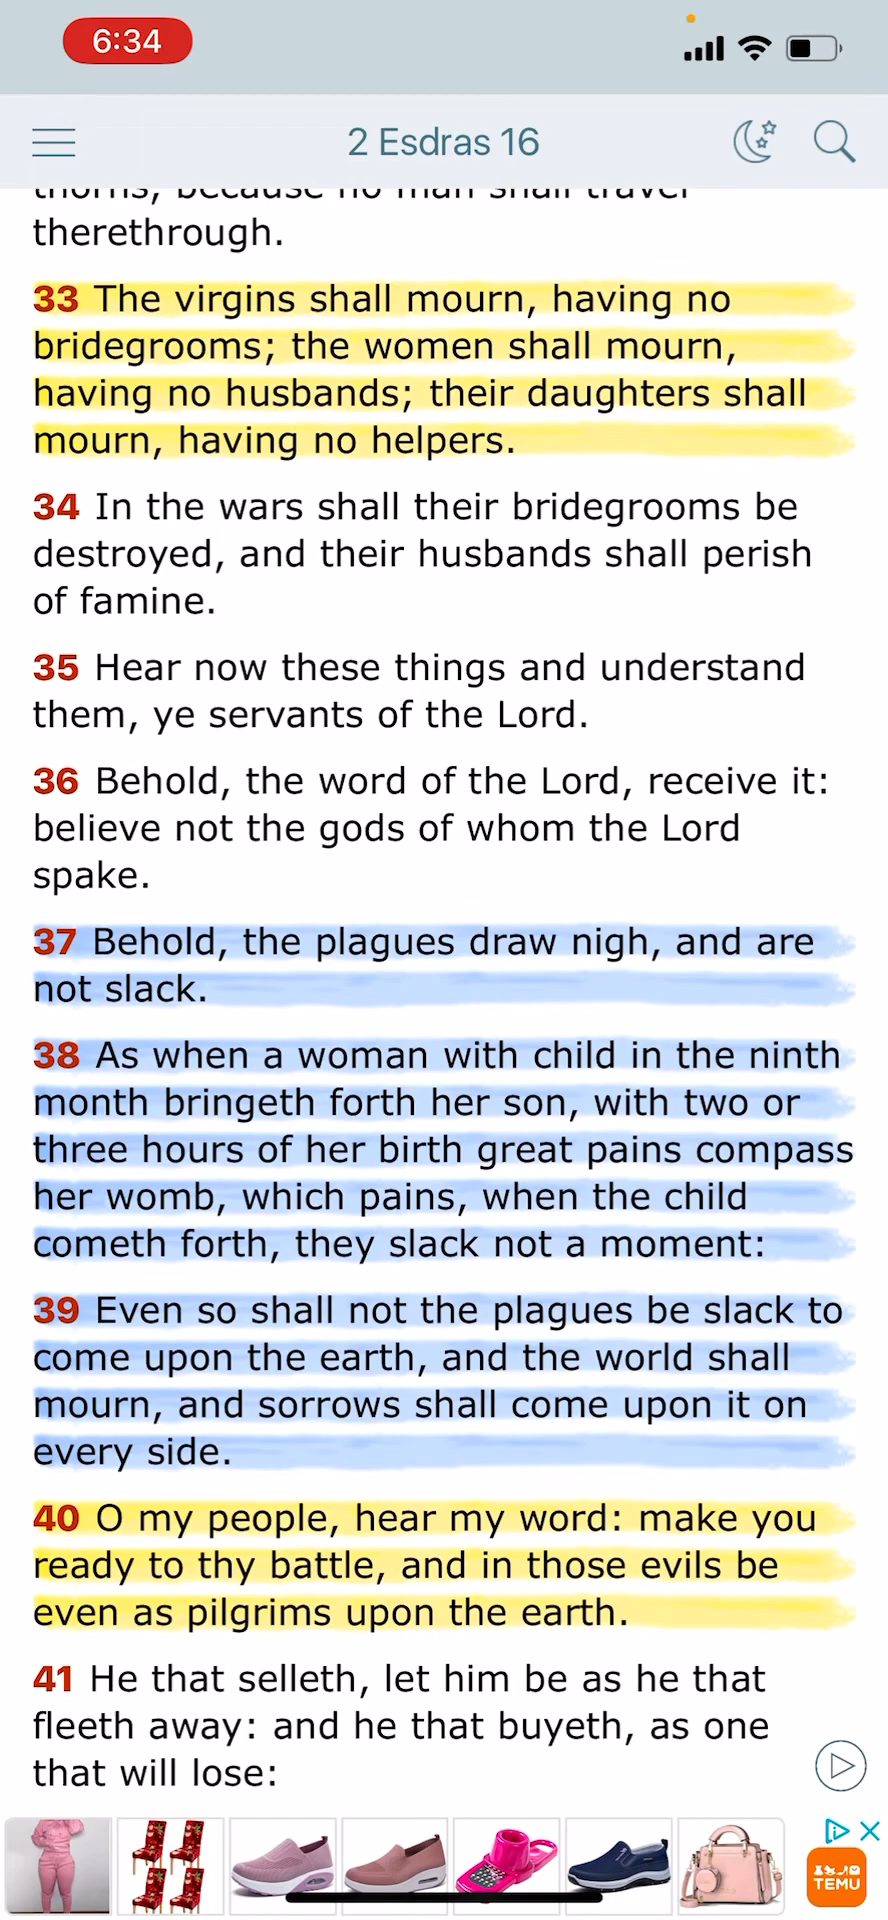 6:34
2 Esdras 16
thorns, because no man shall travel
therethrough.
33 The virgins shall mourn, having no
bridegrooms; the women shall mourn,
having no husbands; their daughters shall
mourn, having no helpers.
34 In the wars shall their bridegrooms be
destroyed, and their husbands shall perish
of famine.
35 Hear now these things and understand
them, ye servants of the Lord.
36 Behold, the word of the Lord, receive it:
believe not the gods of whom the Lord
spake.
37 Behold, the plagues draw nigh, and are
not slack.
38 As when a woman with child in the ninth
month bringeth forth her son, with two or
three hours of her birth great pains compass
her womb, which pains, when the child
cometh forth, they slack not a moment:
39 Even so shall not the plagues be slack to
come upon the earth, and the world shall
mourn, and sorrows shall come upon it on
every side.
40 O my people, hear my word: make you
ready to thy battle, and in those evils be
even as pilgrims upon the earth.
41 He that selleth, let him be as he that
fleeth away: and he that buyeth, as one
that will lose:
TEMU